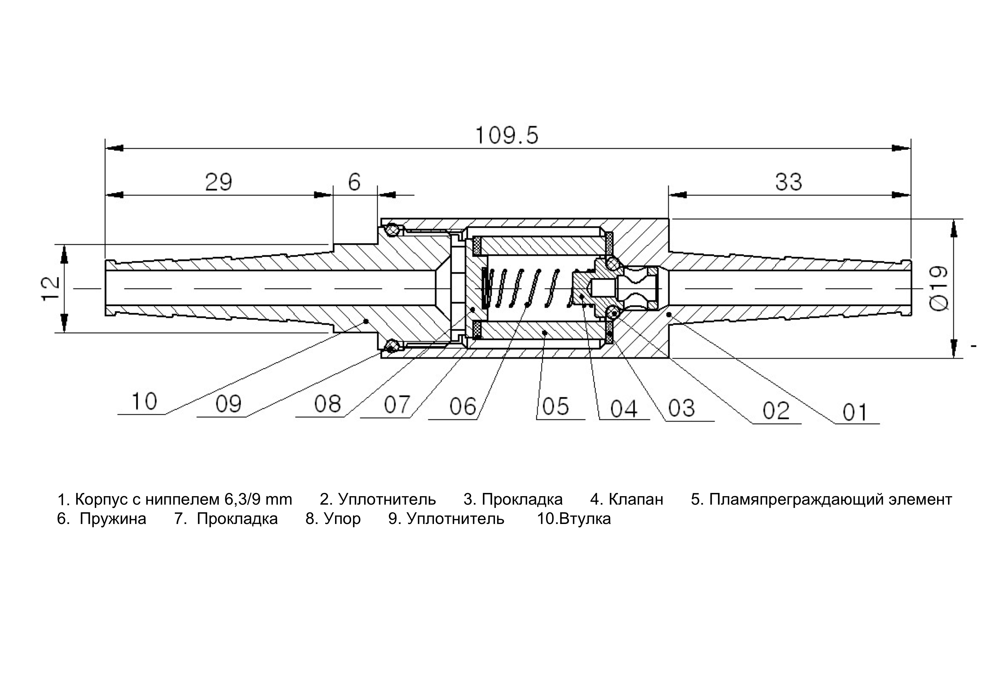 109.5
29 6 33
12
Ø19
-
10 09 08 07 06 05 04 03 02 01
1. Корпус с ниппелем 6,3/9 mm 2. Уплотнитель 3. Прокладка 4. Клапан 5. Пламяпреграждающий элемент
6. Пружина 7. Прокладка 8. Упор 9. Уплотнитель 10.Втулка